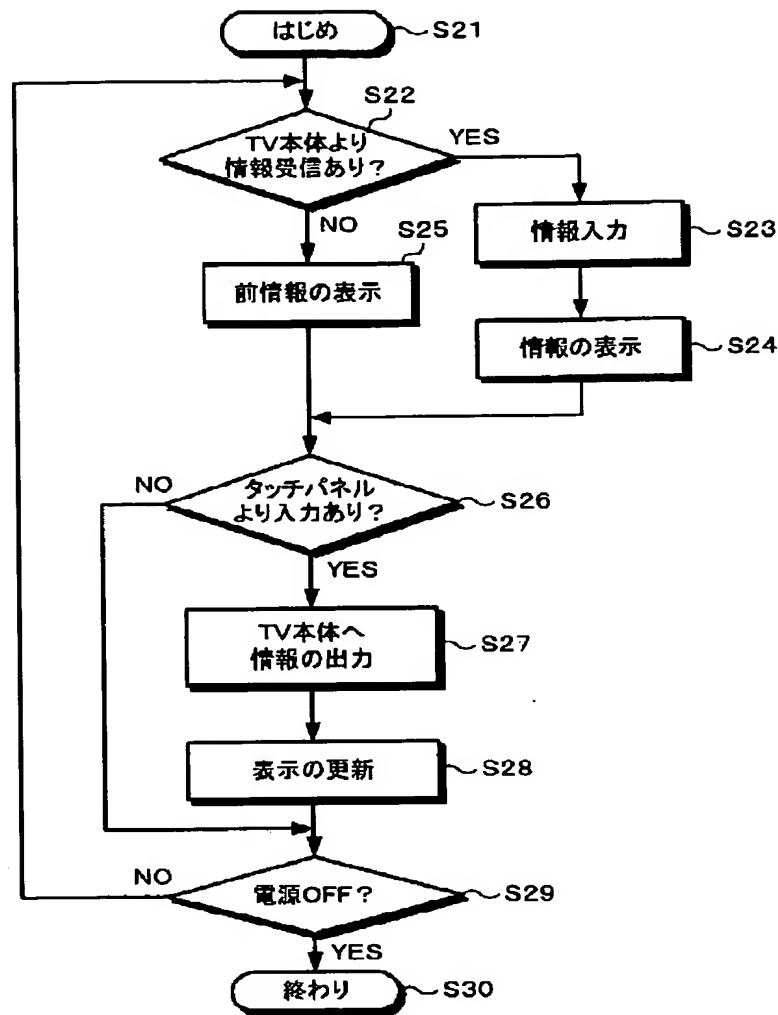 はじめ
S21
S22
TV本体より
情報受信あり？
YES
NO
情報入力
S23
S25
前情報の表示
情報の表示
S24
NO
タッチパネル
より入力あり？
S26
YES
TV本体へ
情報の出力
S27
表示の更新
S28
NO
電源OFF？
S29
YES
終わり
S30